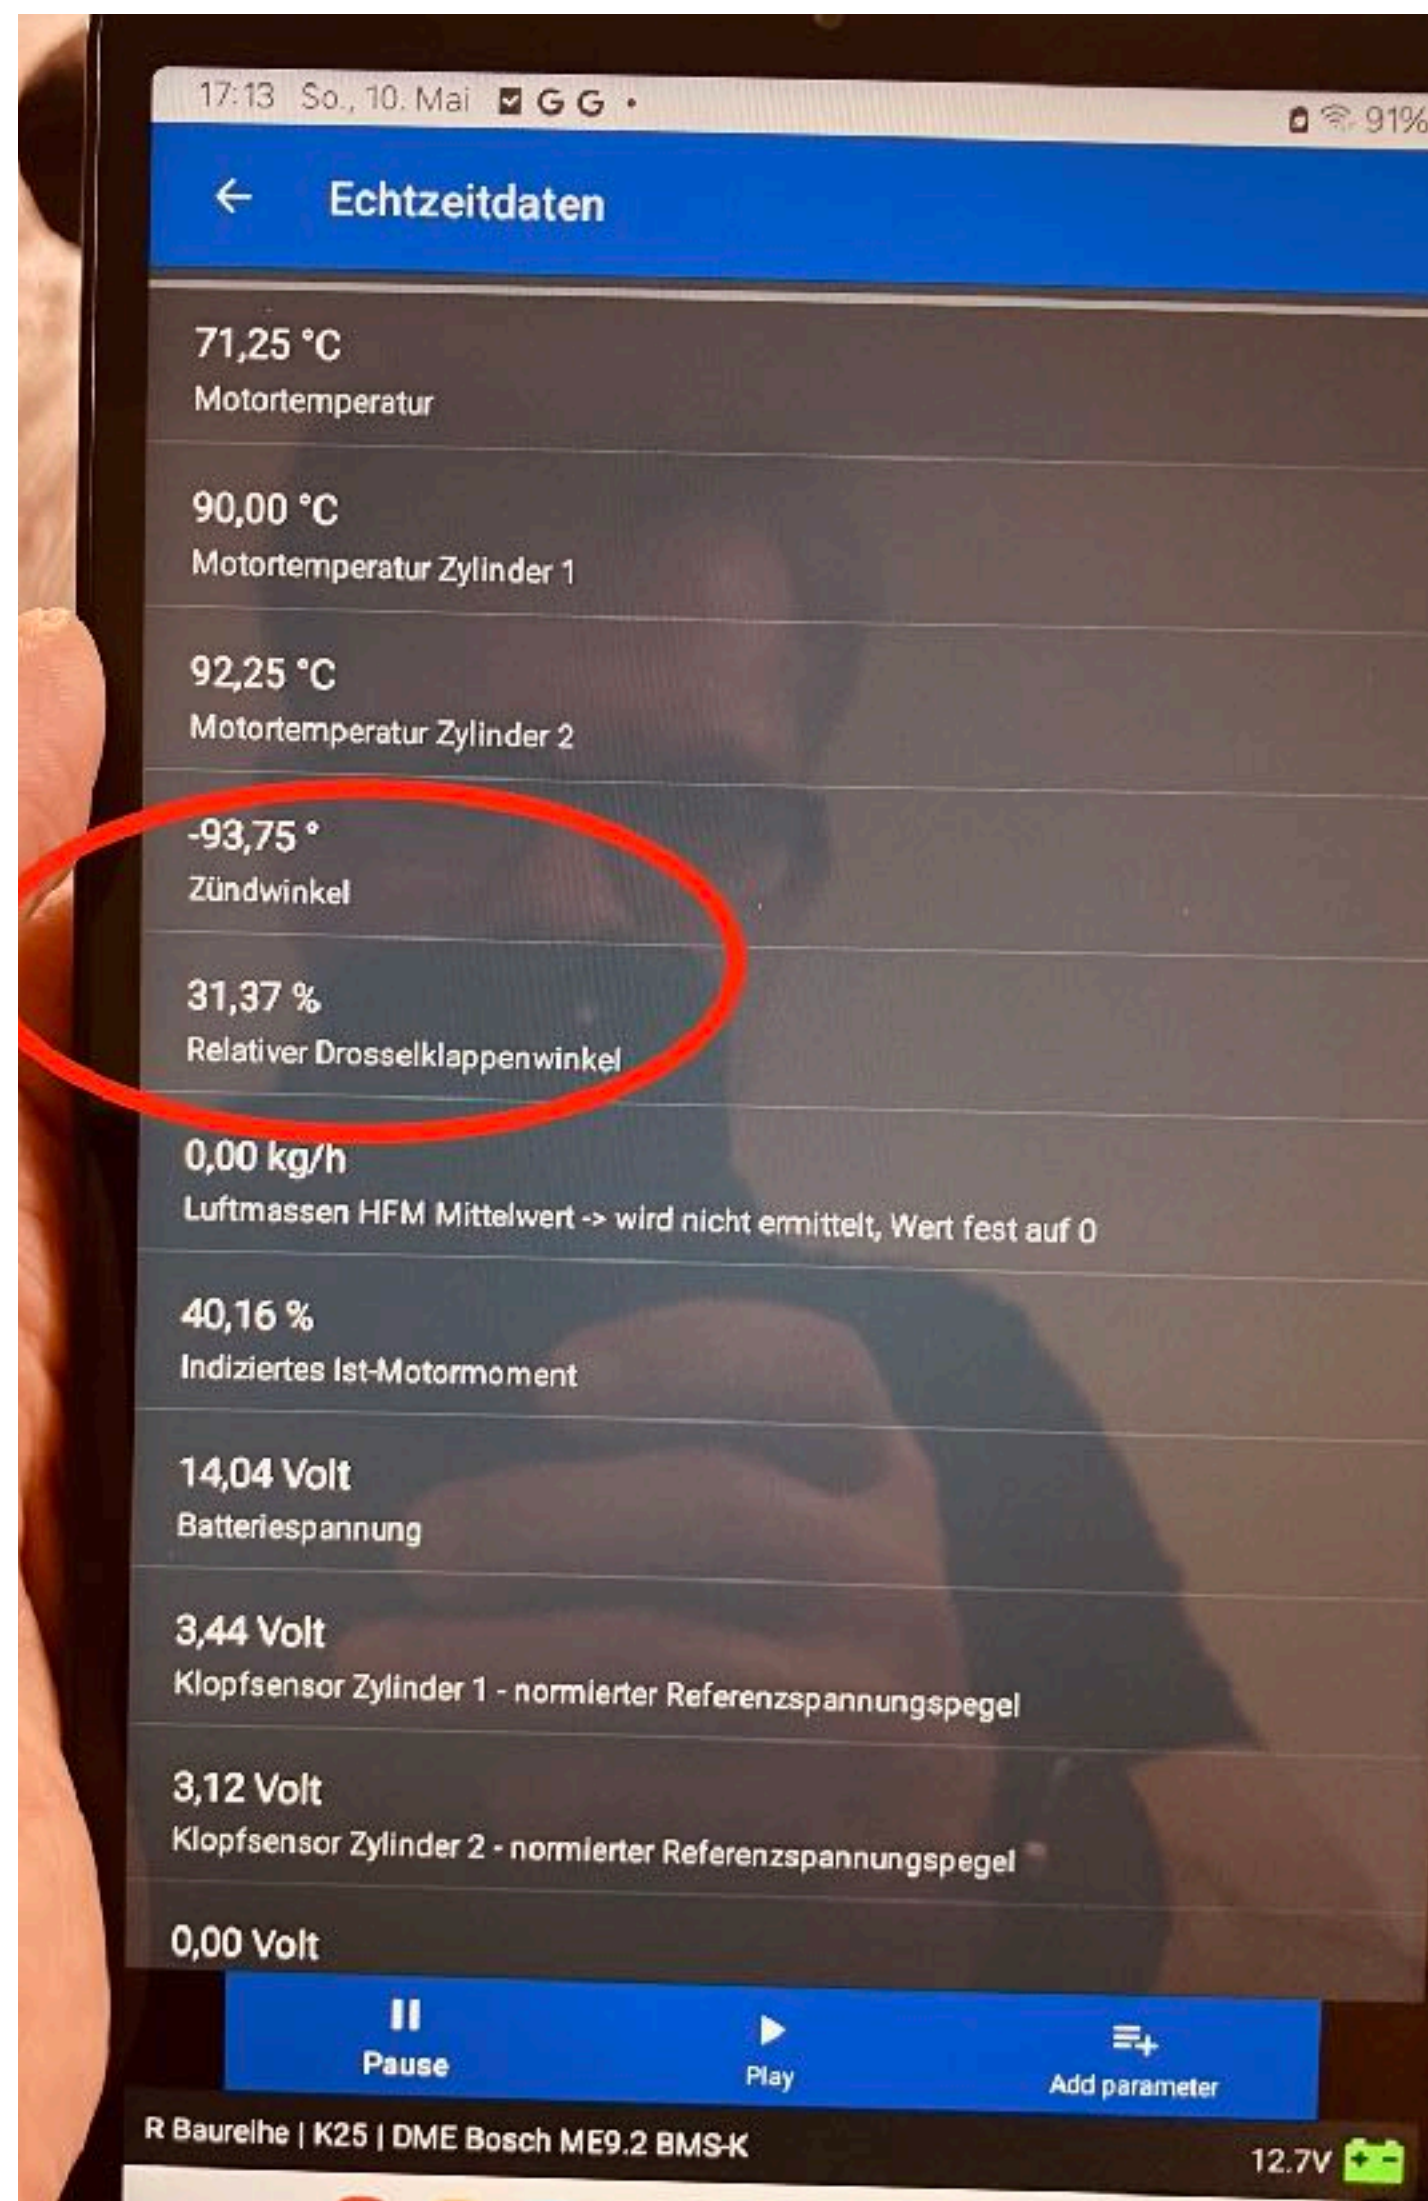 17:13 So., 10. Mai G G •
91%
Echtzeitdaten
71,25 °C
Motortemperatur
90,00 °C
Motortemperatur Zylinder 1
92,25 °C
Motortemperatur Zylinder 2
-93,75 °
Zündwinkel
31,37 %
Relativer Drosselklappenwinkel
0,00 kg/h
Luftmassen HFM Mittelwert -> wird nicht ermittelt, Wert fest auf 0
40,16 %
Indiziertes Ist-Motormoment
14,04 Volt
Batteriespannung
3,44 Volt
Klopfsensor Zylinder 1 - normierter Referenzspannungspegel
3,12 Volt
Klopfsensor Zylinder 2 - normierter Referenzspannungspegel
0,00 Volt
Pause
Play
Add parameter
R Baureihe | K25 | DME Bosch ME9.2 BMS-K
12.7V